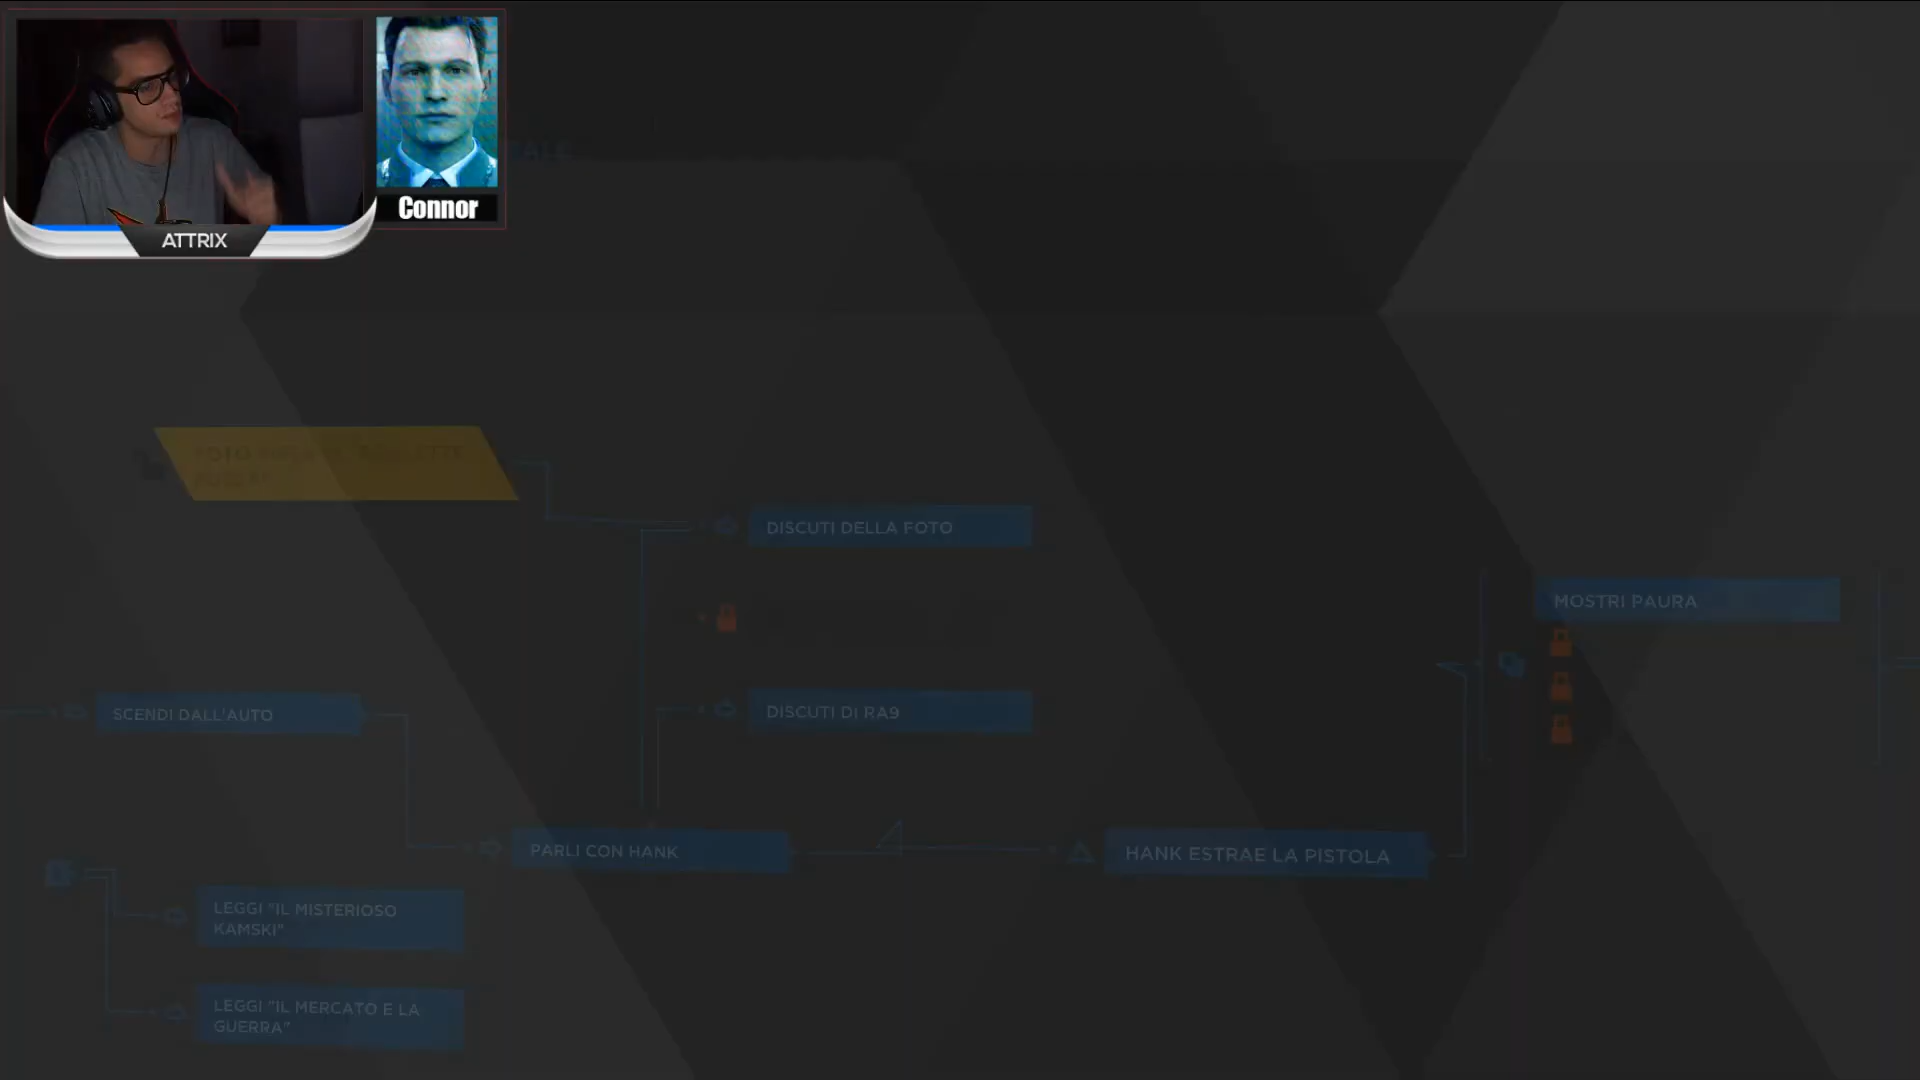 Connor
ATTRIX
DISCUTI DELLA FOTO
MOSTRI PAURA
SCENDI DALL'AUTO
DISCUTI DI RA9
PARLI CON HANK
HANK ESTRAE LA PISTOLA
LEGGI "IL MISTERIOSO
KAMSKI"
LEGGI "IL MERCATO E LA
GUERRA"